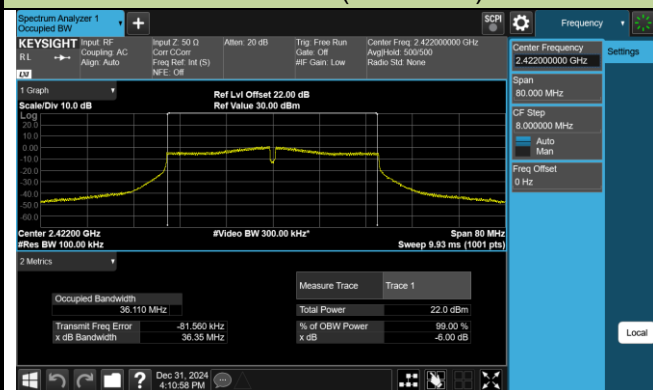 Spectrum Analyzer 1
Occupied BW
SCPI
Frequency
KEYSIGHT
RL
LXI
Input: RF
Coupling: AC
Align: Auto
Input Z: 50 Ω
Corr CCorr
Freq Ref: Int (S)
NFE: Off
Atten: 20 dB
Trig: Free Run
Gate: Off
#IF Gain: Low
Center Freq: 2.422000000 GHz
Avg|Hold: 500/500
Radio Std: None
Center Frequency
2.422000000 GHz
Settings
Span
80.000 MHz
CF Step
8.000000 MHz
Auto
Man
Freq Offset
0 Hz
Local
1 Graph
Scale/Div 10.0 dB
Ref Lvl Offset 22.00 dB
Ref Value 30.00 dBm
Log
20.0
10.0
0.00
-10.0
-20.0
-30.0
-40.0
-50.0
-60.0
Center 2.42200 GHz
#Video BW 300.00 kHz*
Span 80 MHz
#Res BW 100.00 kHz
Sweep 9.93 ms (1001 pts)
2 Metrics
Measure Trace
Trace 1
Occupied Bandwidth
36.110 MHz
Total Power
22.0 dBm
Transmit Freq Error
-81.560 kHz
% of OBW Power
99.00 %
x dB Bandwidth
36.35 MHz
x dB
-6.00 dB
?
Dec 31, 2024
4:10:58 PM